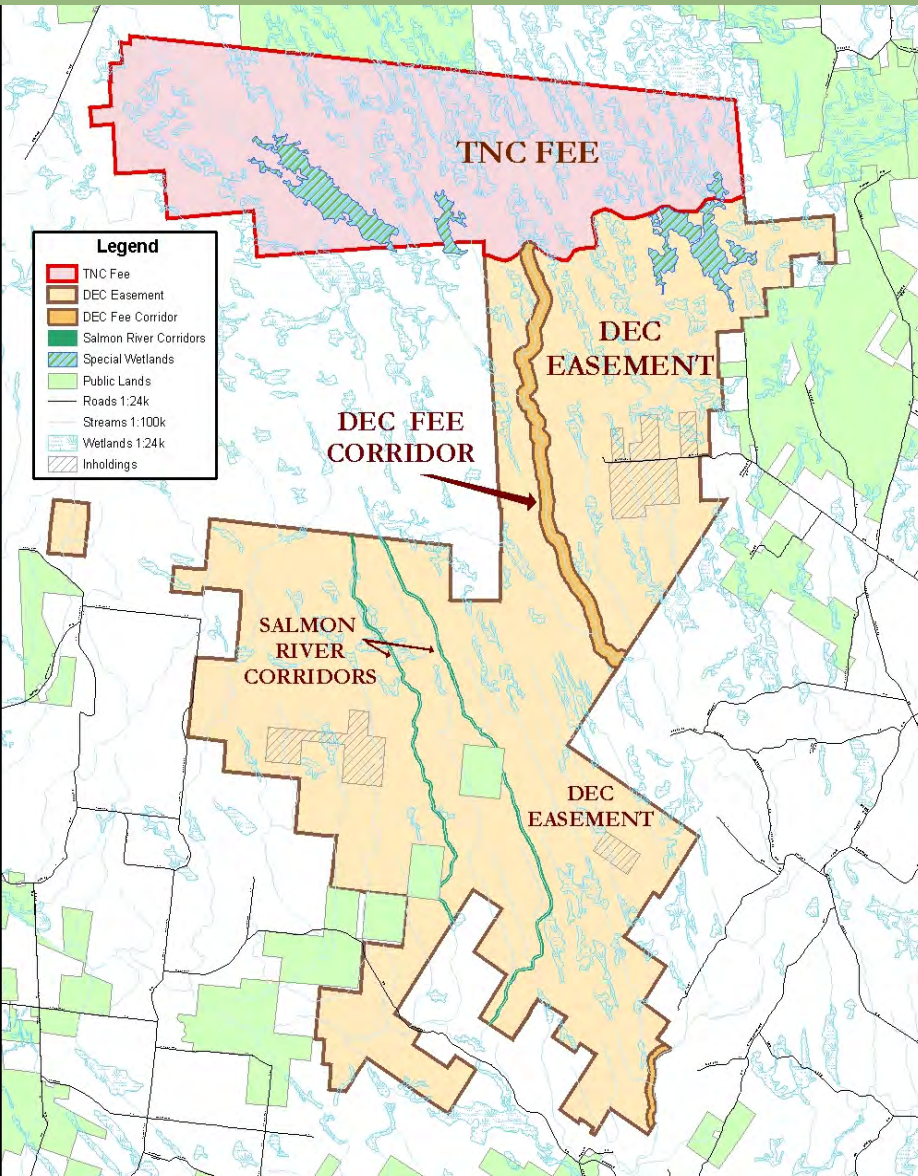 TNC FEE
Legend
TNC Fee
DEC Easement
DEC Fee Corridor
Salmon River Corridors
Special Wetlands
Public Lands
Roads 1:24k
Streams 1:100k
Wetlands 1:24k
Inholdings
DEC
EASEMENT
DEC FEE
CORRIDOR
SALMON
RIVER
CORRIDORS
DEC
EASEMENT